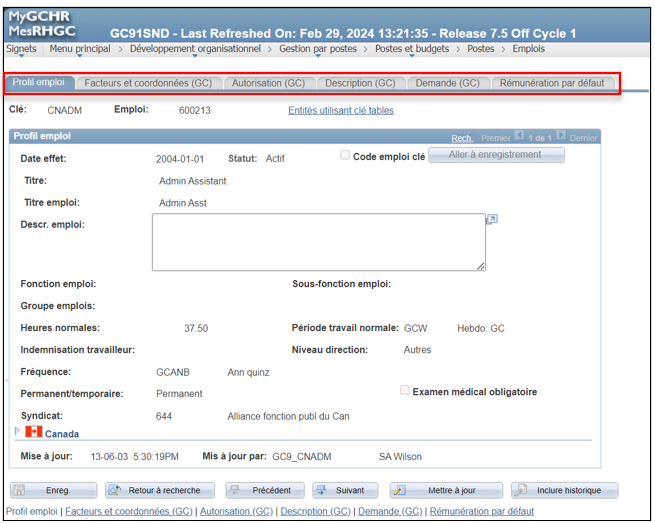 MyGCHR
MesRHGC
GC91SND - Last Refreshed On: Feb 29, 2024 13:21:35 - Release 7.5 Off Cycle 1
Signets Menu principal > Développement organisationnel > Gestion par postes > Postes et budgets > Postes > Emplois
Profil emploi Facteurs et coordonnées (GC) Autorisation (GC) Description (GC) Demande (GC) Rémunération par défaut
Clé: CNADM Emploi: 600213 Entités utilisant clé tables
Profil emploi Rech. Premier 1 de 1 Dernier
Date effet: 2004-01-01 Statut: Actif Code emploi clé Aller à enregistrement
Titre: Admin Assistant
Titre emploi: Admin Asst
Descr. emploi:
Fonction emploi: Sous-fonction emploi:
Groupe emplois:
Heures normales: 37.50 Période travail normale: GCW Hebdo. GC
Indemnisation travailleur: Niveau direction: Autres
Fréquence: GCANB Ann quinz
Permanent/temporaire: Permanent Examen médical obligatoire
Syndicat: 644 Alliance fonction publ du Can
Canada
Mise à jour: 13-06-03 5:30:19PM Mis à jour par: GC9_CNADM SA Wilson
Enreg. Retour à recherche Précédent Suivant Mettre à jour Inclure historique
Profil emploi | Facteurs et coordonnées (GC) | Autorisation (GC) | Description (GC) | Demande (GC) | Rémunération par défaut